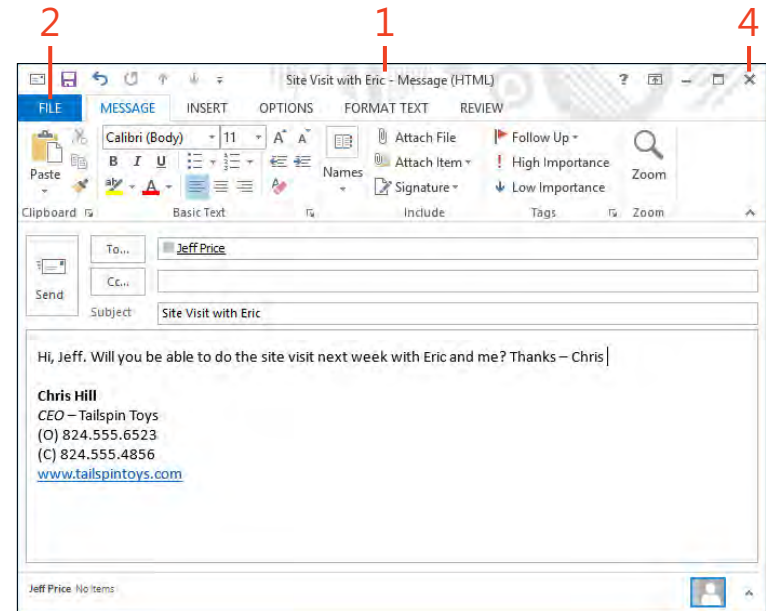 2 1 4
Site Visit with Eric - Message (HTML) ?
FILE MESSAGE INSERT OPTIONS FORMAT TEXT REVIEW
Calibri (Body) 11 A A Attach File Follow Up
B I U Attach Item ! High Importance
Paste Names Zoom
ab A Signature Low Importance
Clipboard Basic Text Include Tags Zoom
To... Jeff Price
Cc...
Send
Subject Site Visit with Eric
Hi, Jeff. Will you be able to do the site visit next week with Eric and me? Thanks – Chris
Chris Hill
CEO – Tailspin Toys
(O) 824.555.6523
(C) 824.555.4856
www.tailspintoys.com
Jeff Price No Items